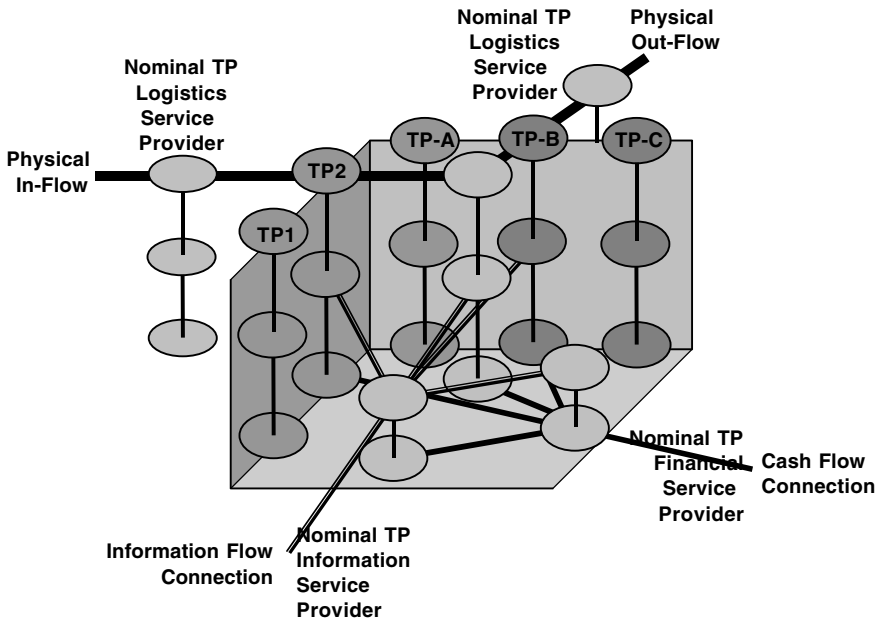 Nominal TP
Logistics
Service
Provider
Nominal TP
Logistics
Service
Provider
Physical
Out-Flow
Physical
In-Flow
TP2
TP-A
TP-B
TP-C
TP1
Nominal TP
Financial
Service
Provider
Cash Flow
Connection
Information Flow
Connection
Nominal TP
Information
Service
Provider